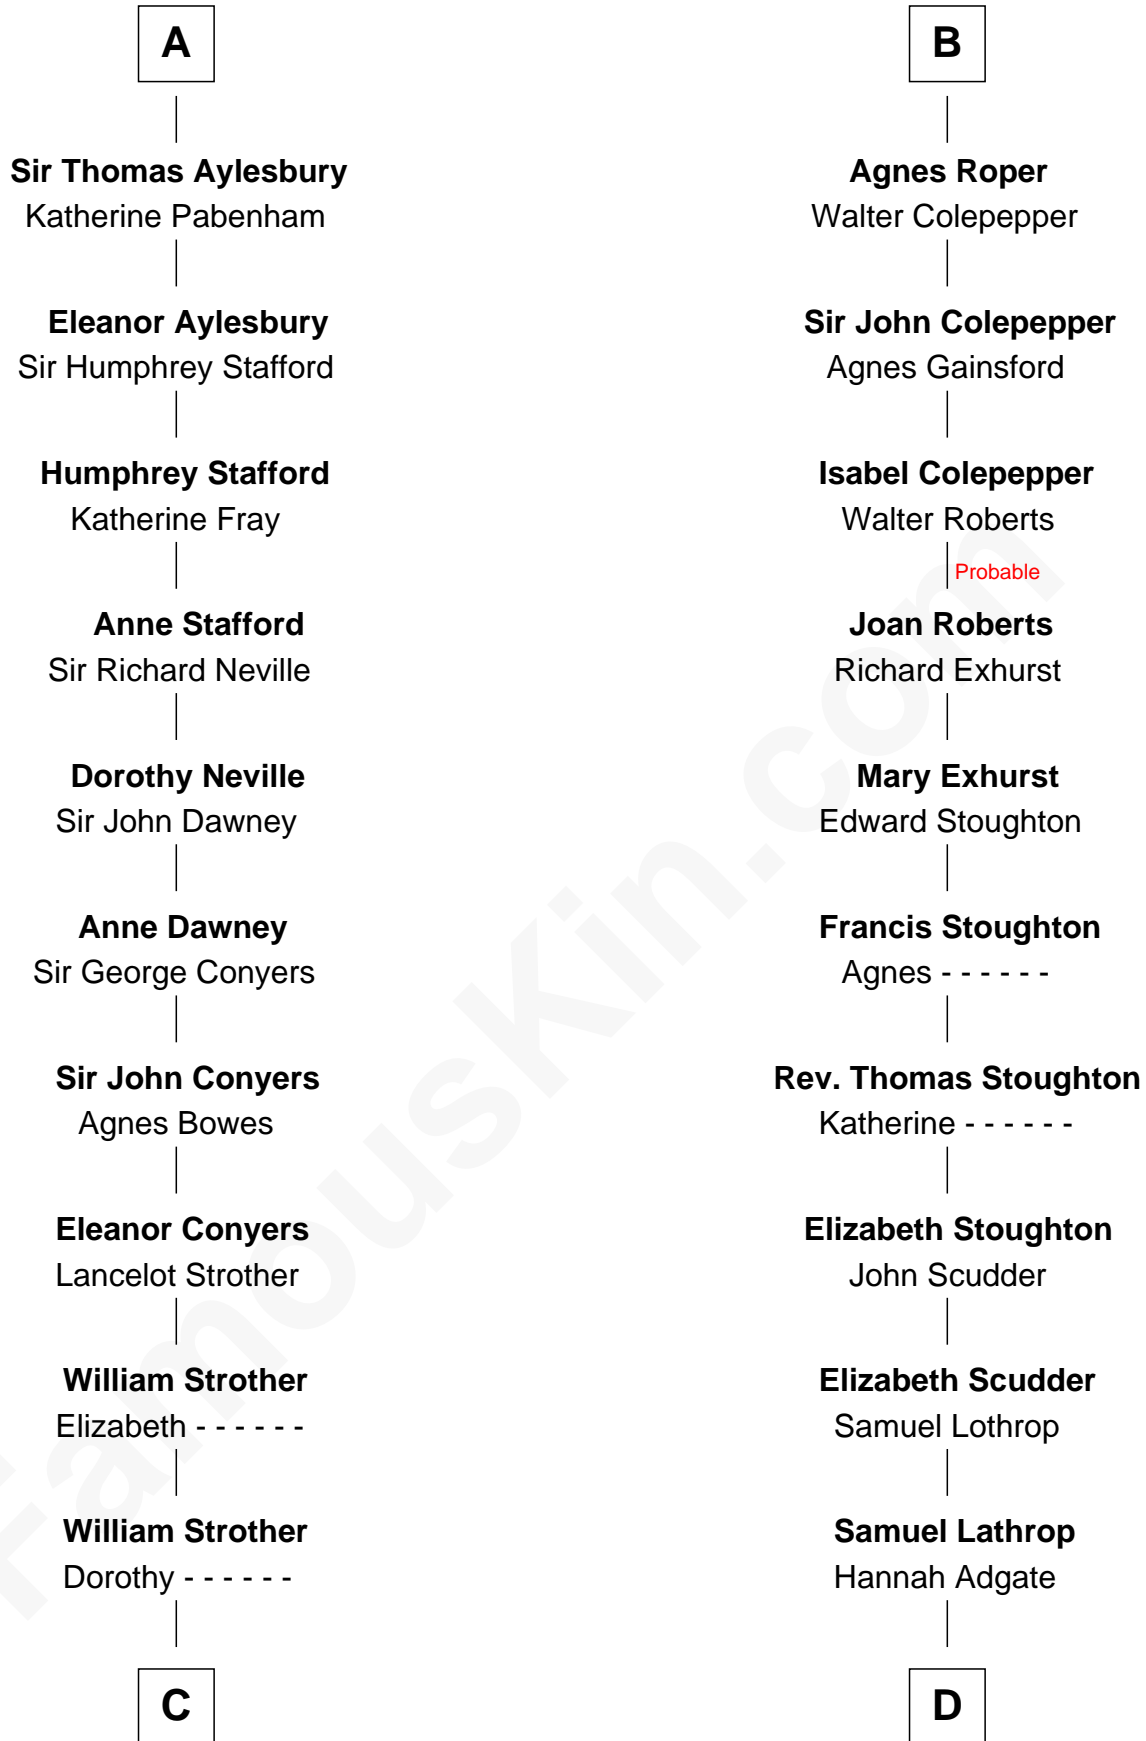 A
Sir Thomas Aylesbury
Katherine Pabenham
Eleanor Aylesbury
Sir Humphrey Stafford
Humphrey Stafford
Katherine Fray
Anne Stafford
Sir Richard Neville
Dorothy Neville
Sir John Dawney
Anne Dawney
Sir George Conyers
Sir John Conyers
Agnes Bowes
Eleanor Conyers
Lancelot Strother
William Strother
Elizabeth - - - - - -
William Strother
Dorothy - - - - - -
C
B
Agnes Roper
Walter Colepepper
Sir John Colepepper
Agnes Gainsford
Isabel Colepepper
Walter Roberts
Probable
Joan Roberts
Richard Exhurst
Mary Exhurst
Edward Stoughton
Francis Stoughton
Agnes - - - - - -
Rev. Thomas Stoughton
Katherine - - - - - -
Elizabeth Stoughton
John Scudder
Elizabeth Scudder
Samuel Lothrop
Samuel Lathrop
Hannah Adgate
D
FamousKin.com